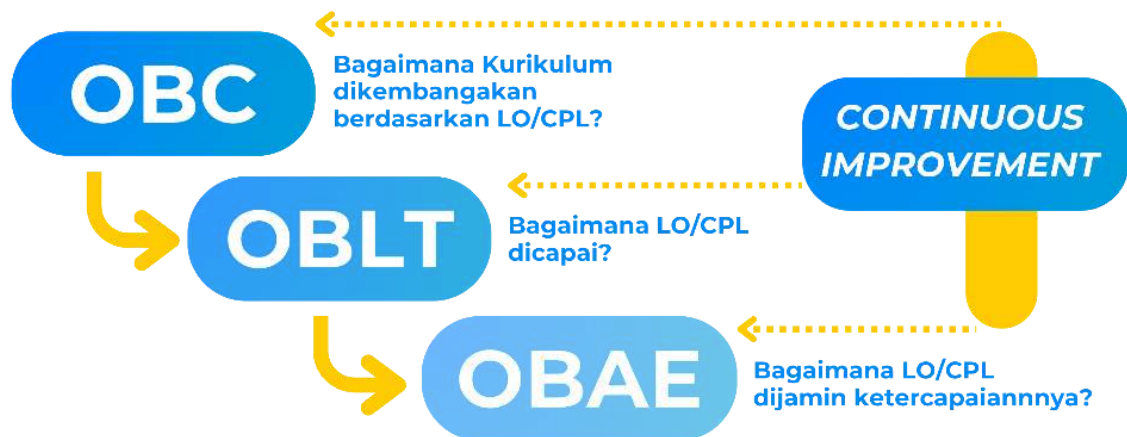 OBC
Bagaimana Kurikulum
dikembangakan
berdasarkan LO/CPL?
CONTINUOUS
IMPROVEMENT
OBLT
Bagaimana LO/CPL
dicapai?
OBAE
Bagaimana LO/CPL
dijamin ketercapaiannnya?